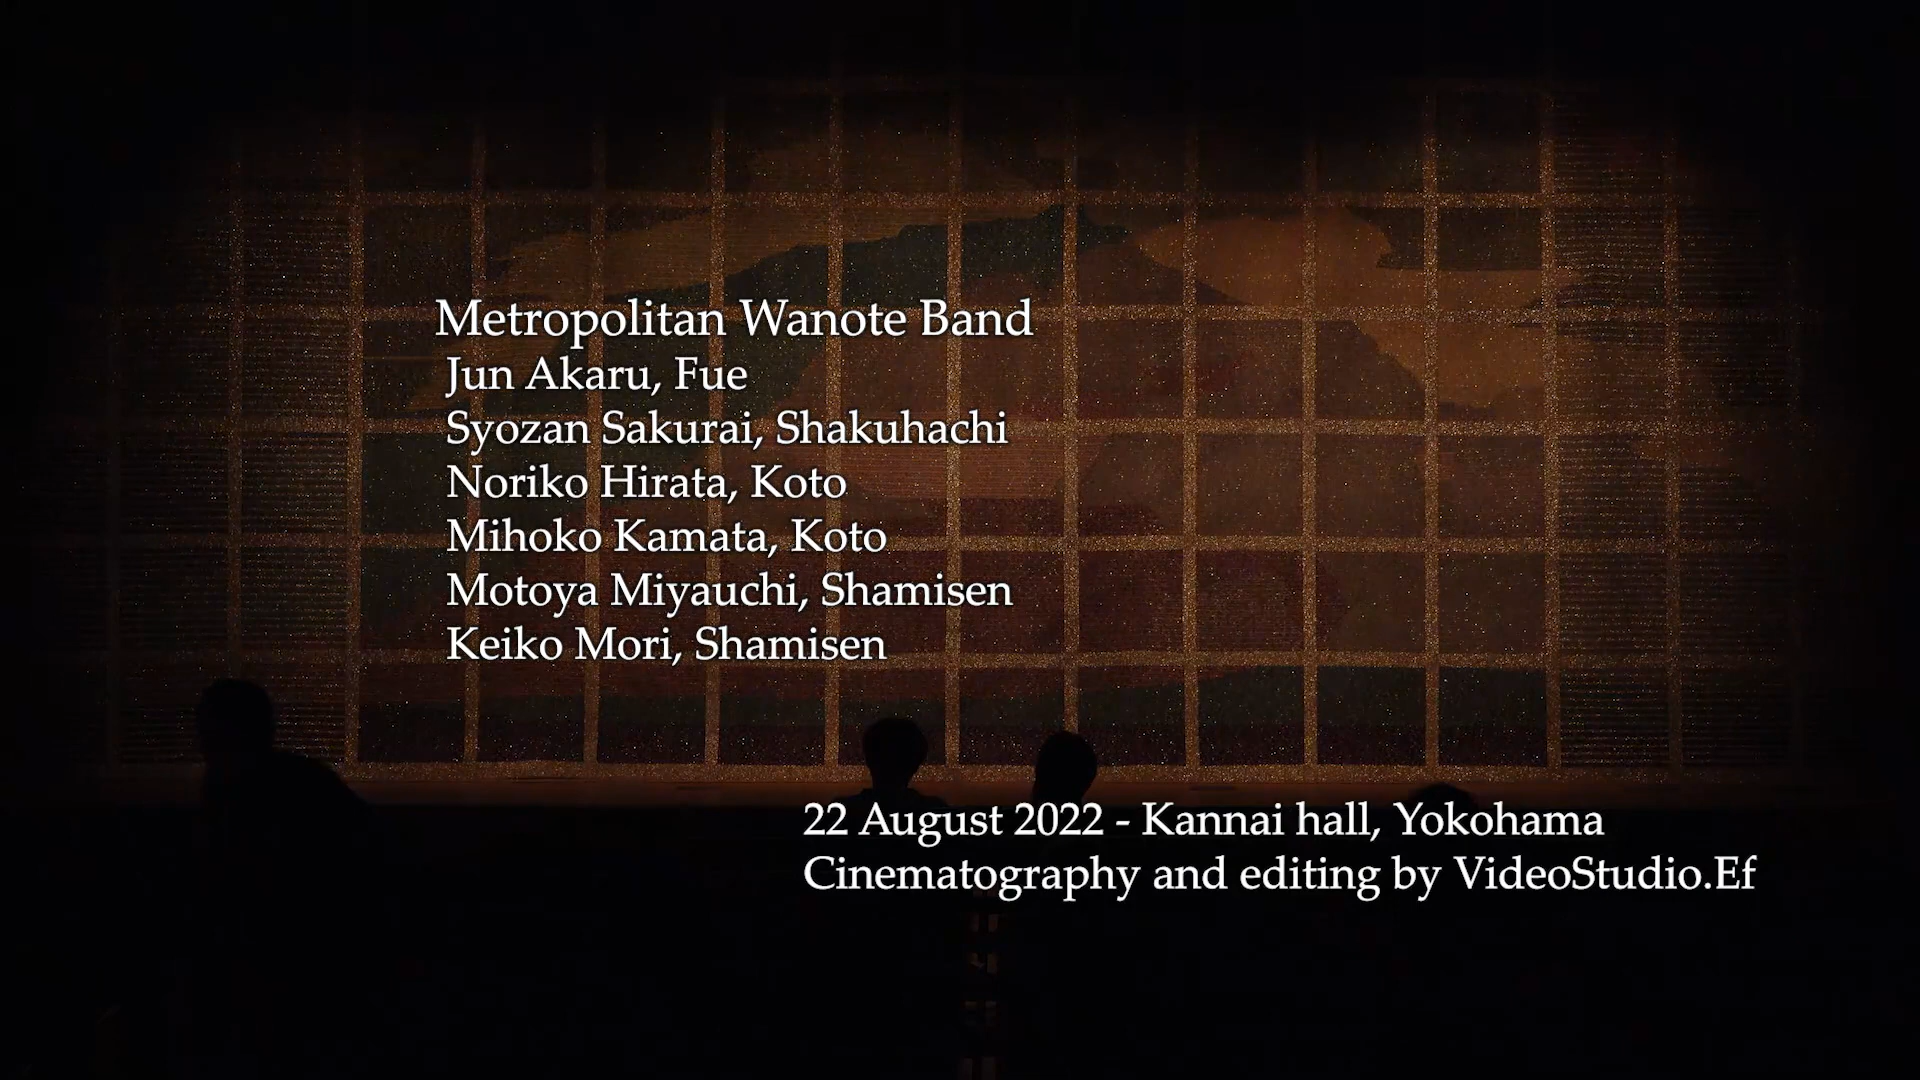 Metropolitan Wanote Band
Jun Akaru, Fue
Syozan Sakurai, Shakuhachi
Noriko Hirata, Koto
Mihoko Kamata, Koto
Motoya Miyauchi, Shamisen
Keiko Mori, Shamisen
22 August 2022 - Kannai hall, Yokohama
Cinematography and editing by VideoStudio.Ef